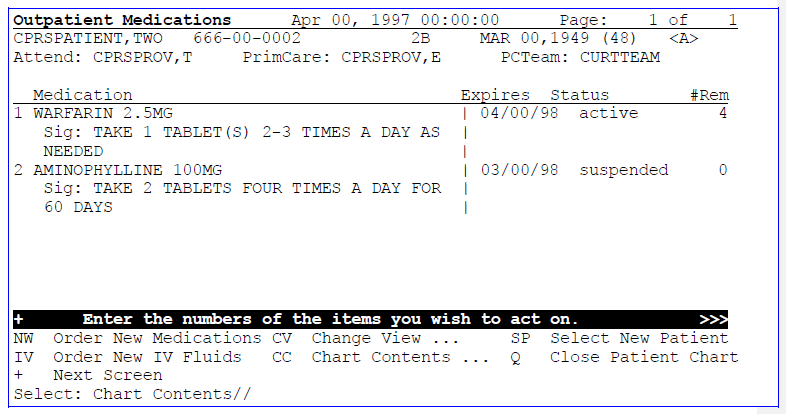 Outpatient Medications Apr 00, 1997 00:00:00 Page: 1 of 1
CPRSPATIENT,TWO 666-00-0002 2B MAR 00,1949 (48) <A>
Attend: CPRSPROV,T PrimCare: CPRSPROV,E PCTeam: CURTTEAM
Medication Expires Status #Rem
1 WARFARIN 2.5MG | 04/00/98 active 4
Sig: TAKE 1 TABLET(S) 2-3 TIMES A DAY AS |
NEEDED |
2 AMINOPHYLLINE 100MG | 03/00/98 suspended 0
Sig: TAKE 2 TABLETS FOUR TIMES A DAY FOR |
60 DAYS |
+ Enter the numbers of the items you wish to act on. >>>
NW Order New Medications CV Change View ... SP Select New Patient
IV Order New IV Fluids CC Chart Contents ... Q Close Patient Chart
+ Next Screen
Select: Chart Contents//